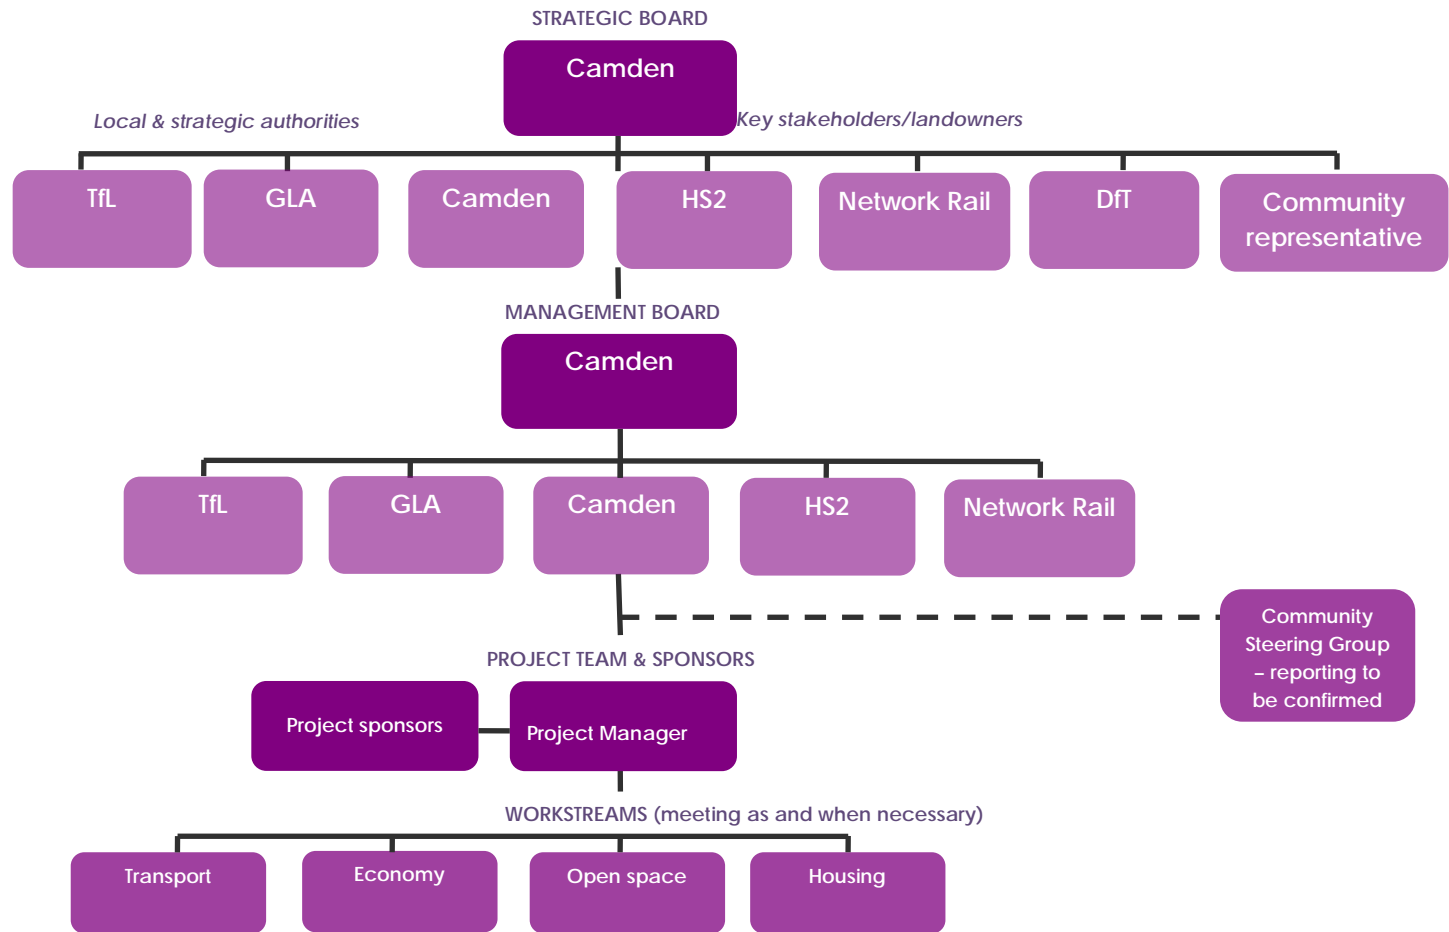 STRATEGIC BOARD
Camden
Local & strategic authorities
Key stakeholders/landowners
TfL
GLA
Camden
HS2
Network Rail
DfT
Community
representative
MANAGEMENT BOARD
Camden
TfL
GLA
Camden
HS2
Network Rail
Community
Steering Group
– reporting to
be confirmed
PROJECT TEAM & SPONSORS
Project sponsors
Project Manager
WORKSTREAMS (meeting as and when necessary)
Transport
Economy
Open space
Housing